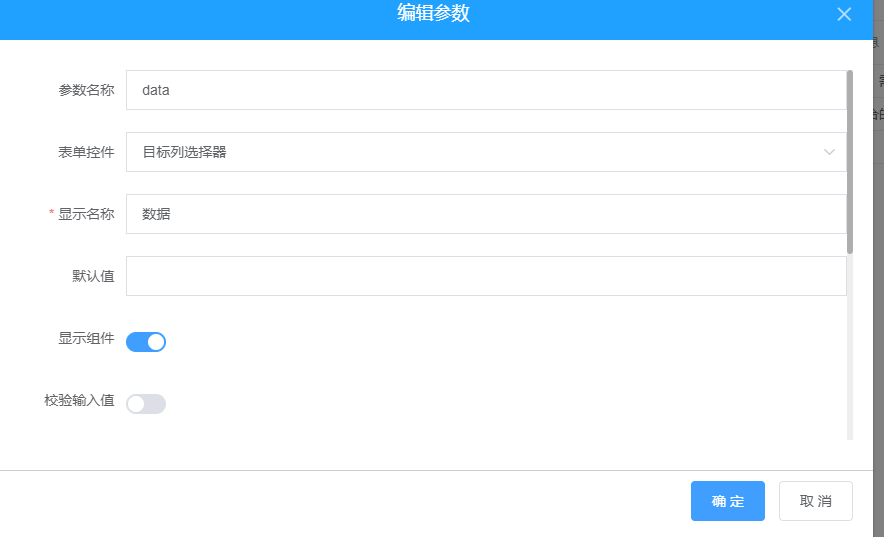 编辑参数
参数名称 data
表单控件 目标列选择器
* 显示名称 数据
默认值
显示组件
校验输入值
确 定 取 消